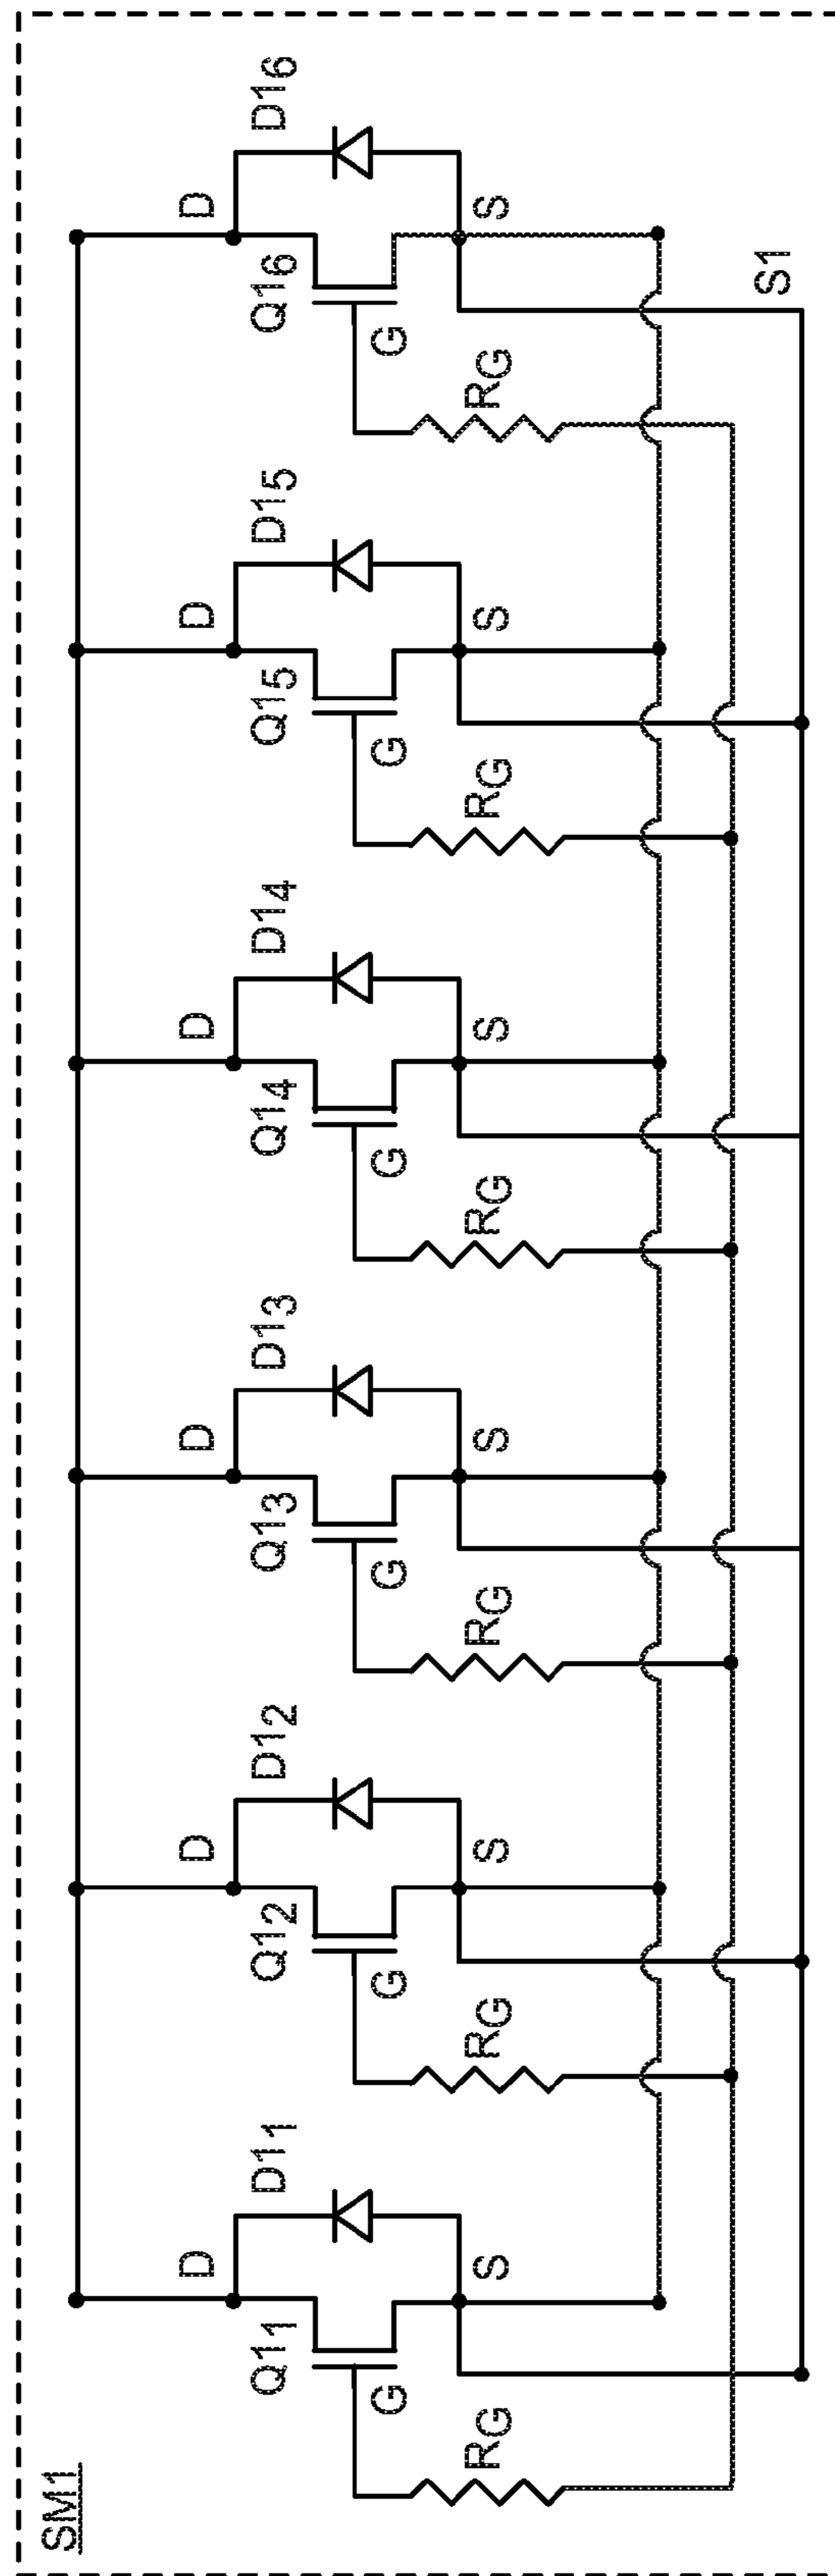 SM1
D D D D D D
Q11 D11 Q12 D12 Q13 D13 Q14 D14 Q15 D15 Q16 D16
G G G G G G
RG S RG S RG S RG S RG S RG S
S1